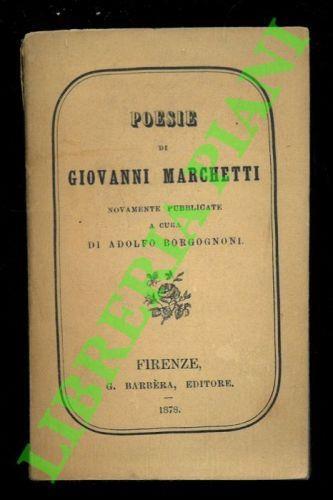 POESIE
DI
GIOVANNI MARCHETTI
NOVAMENTE PUBBLICATE
A CURA
DI ADOLFO BORGOGNONI.
FIRENZE,
G. BARBÈRA, EDITORE.
1878.
LIBRERIA PIANI